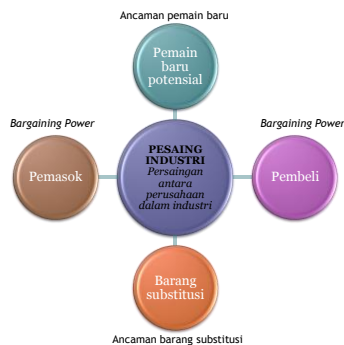 Ancaman pemain baru
Pemain
baru
potensial
Bargaining Power
Bargaining Power
Pemasok
PESAING
INDUSTRI
Persaingan
antara
perusahaan
dalam industri
Pembeli
Barang
substitusi
Ancaman barang substitusi